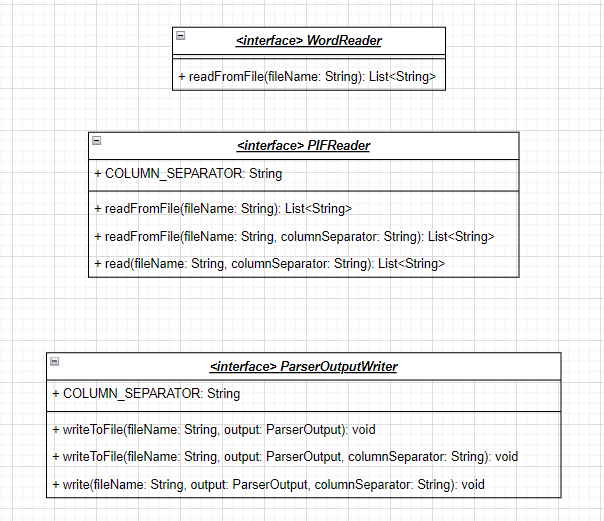 <interface> WordReader
+ readFromFile(fileName: String): List<String>
<interface> PIFReader
+ COLUMN_SEPARATOR: String
+ readFromFile(fileName: String): List<String>
+ readFromFile(fileName: String, columnSeparator: String): List<String>
+ read(fileName: String, columnSeparator: String): List<String>
<interface> ParserOutputWriter
+ COLUMN_SEPARATOR: String
+ writeToFile(fileName: String, output: ParserOutput): void
+ writeToFile(fileName: String, output: ParserOutput, columnSeparator: String): void
+ write(fileName: String, output: ParserOutput, columnSeparator: String): void